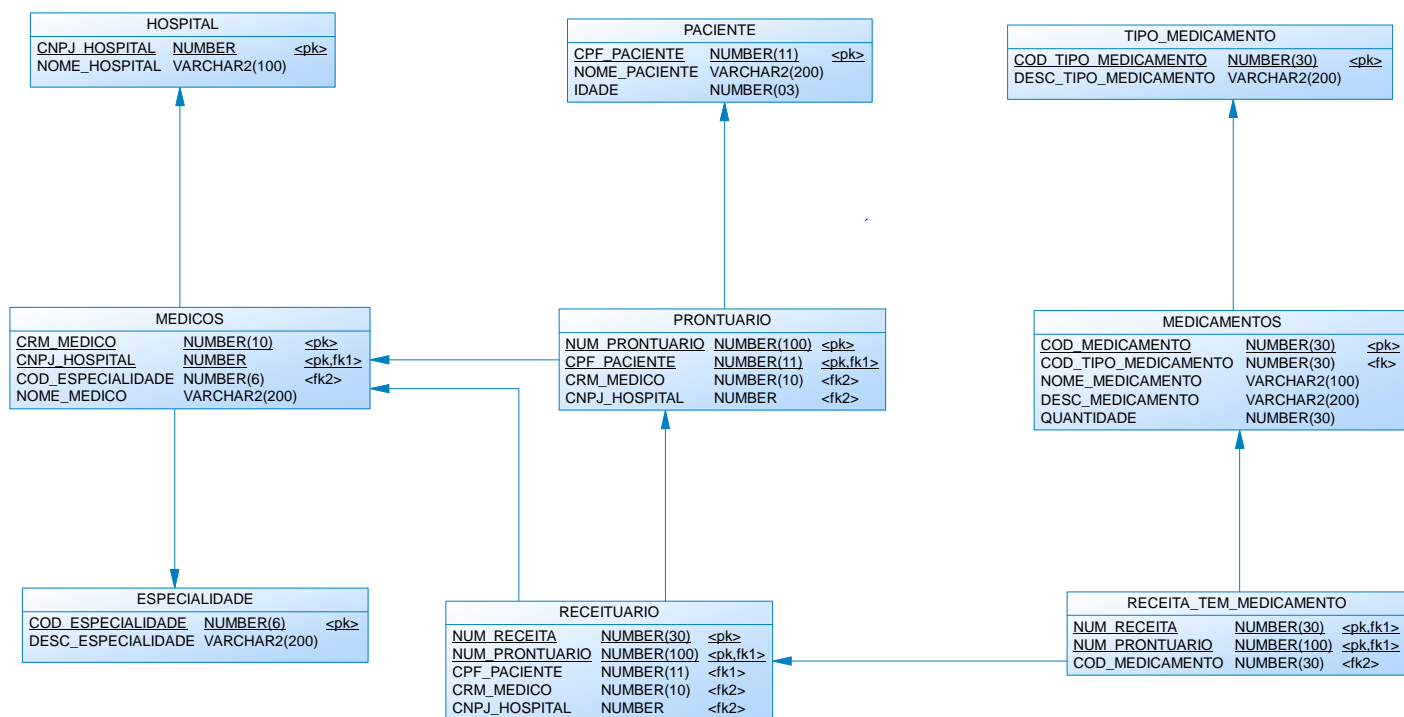 HOSPITAL
CNPJ_HOSPITAL NUMBER <pk>
NOME_HOSPITAL VARCHAR2(100)
PACIENTE
CPF_PACIENTE NUMBER(11) <pk>
NOME_PACIENTE VARCHAR2(200)
IDADE NUMBER(03)
TIPO_MEDICAMENTO
COD_TIPO_MEDICAMENTO NUMBER(30) <pk>
DESC_TIPO_MEDICAMENTO VARCHAR2(200)
MEDICOS
CRM_MEDICO NUMBER(10) <pk>
CNPJ_HOSPITAL NUMBER <pk,fk1>
COD_ESPECIALIDADE NUMBER(6) <fk2>
NOME_MEDICO VARCHAR2(200)
PRONTUARIO
NUM_PRONTUARIO NUMBER(100) <pk>
CPF_PACIENTE NUMBER(11) <pk,fk1>
CRM_MEDICO NUMBER(10) <fk2>
CNPJ_HOSPITAL NUMBER <fk2>
MEDICAMENTOS
COD_MEDICAMENTO NUMBER(30) <pk>
COD_TIPO_MEDICAMENTO NUMBER(30) <fk>
NOME_MEDICAMENTO VARCHAR2(100)
DESC_MEDICAMENTO VARCHAR2(200)
QUANTIDADE NUMBER(30)
ESPECIALIDADE
COD_ESPECIALIDADE NUMBER(6) <pk>
DESC_ESPECIALIDADE VARCHAR2(200)
RECEITUARIO
NUM_RECEITA NUMBER(30) <pk>
NUM_PRONTUARIO NUMBER(100) <pk,fk1>
CPF_PACIENTE NUMBER(11) <fk1>
CRM_MEDICO NUMBER(10) <fk2>
CNPJ_HOSPITAL NUMBER <fk2>
RECEITA_TEM_MEDICAMENTO
NUM_RECEITA NUMBER(30) <pk,fk1>
NUM_PRONTUARIO NUMBER(100) <pk,fk1>
COD_MEDICAMENTO NUMBER(30) <fk2>